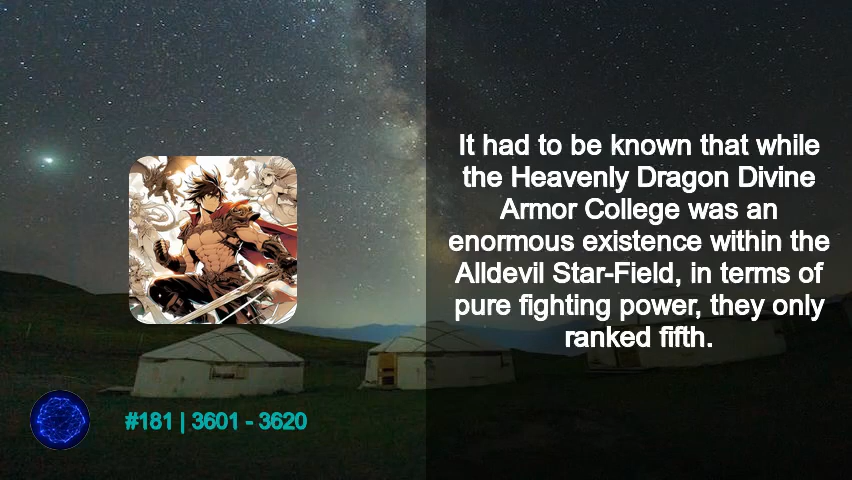 It had to be known that while
the Heavenly Dragon Divine
Armor College was an
enormous existence within the
Alldevil Star-Field, in terms of
pure fighting power, they only
ranked fifth.
#181 | 3601 - 3620